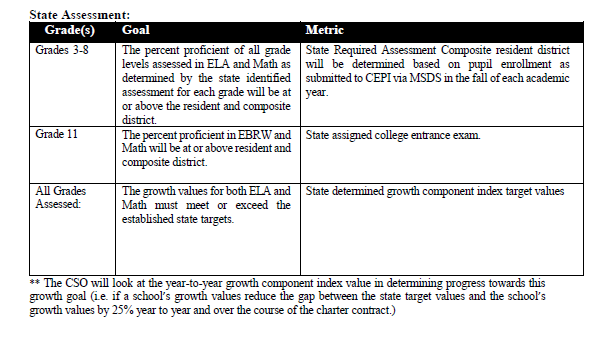 State Assessment:
Grade(s) Goal Metric
Grades 3-8 The percent proficient of all grade State Required Assessment Composite resident district
levels assessed in ELA and Math as will be determined based on pupil enrollment as
determined by the state identified submitted to CEPI via MSDS in the fall of each academic
assessment for each grade will be at year.
or above the resident and composite
district.
Grade 11 The percent proficient in EBRW and State assigned college entrance exam.
Math will be at or above resident and
composite district.
All Grades The growth values for both ELA and State determined growth component index target values
Assessed: Math must meet or exceed the
established state targets.
** The CSO will look at the year-to-year growth component index value in determining progress towards this
growth goal (i.e. if a school's growth values reduce the gap between the state target values and the school's
growth values by 25% year to year and over the course of the charter contract.)